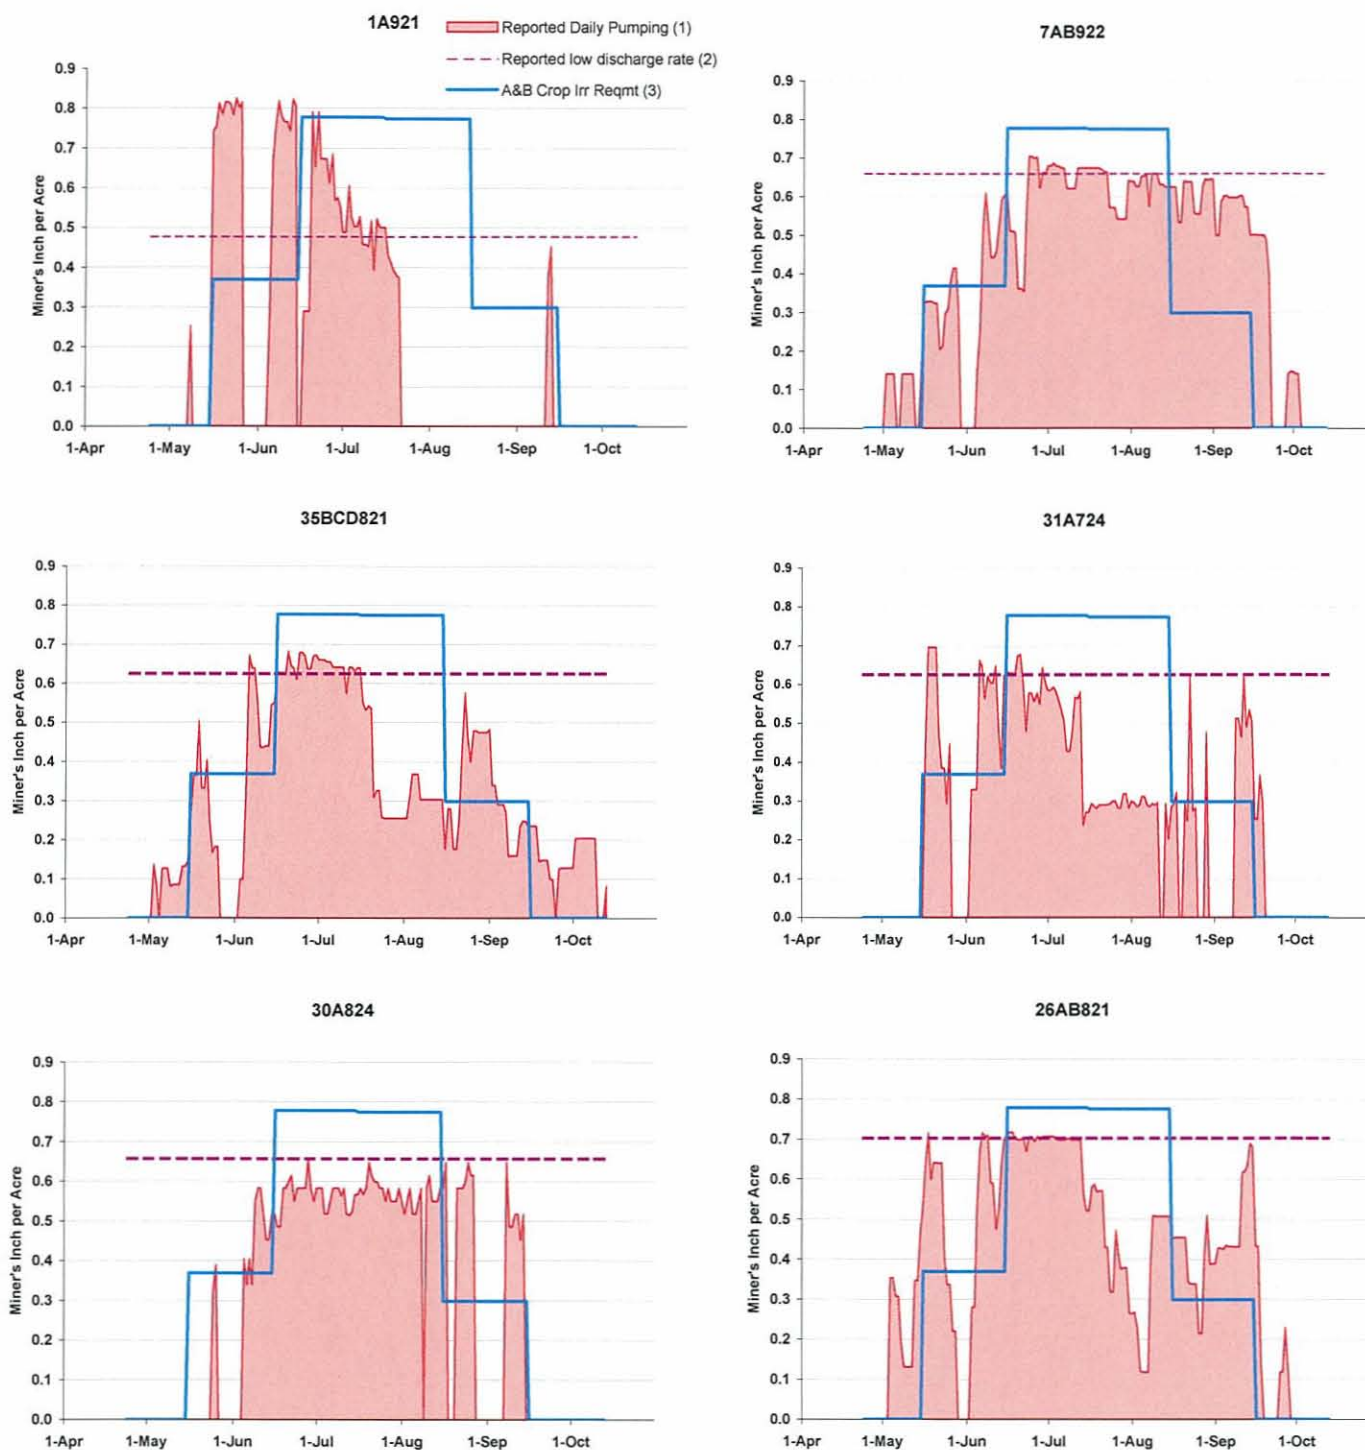 1A921
Reported Daily Pumping (1)
Reported low discharge rate (2)
A&B Crop Irr Reqmt (3)
Miner's Inch per Acre
0.9
0.8
0.7
0.6
0.5
0.4
0.3
0.2
0.1
0.0
1-Apr 1-May 1-Jun 1-Jul 1-Aug 1-Sep 1-Oct
7AB922
Miner's Inch per Acre
0.9
0.8
0.7
0.6
0.5
0.4
0.3
0.2
0.1
0.0
1-Apr 1-May 1-Jun 1-Jul 1-Aug 1-Sep 1-Oct
35BCD821
Miner's Inch per Acre
0.9
0.8
0.7
0.6
0.5
0.4
0.3
0.2
0.1
0.0
1-Apr 1-May 1-Jun 1-Jul 1-Aug 1-Sep 1-Oct
31A724
Miner's Inch per Acre
0.9
0.8
0.7
0.6
0.5
0.4
0.3
0.2
0.1
0.0
1-Apr 1-May 1-Jun 1-Jul 1-Aug 1-Sep 1-Oct
30A824
Miner's Inch per Acre
0.9
0.8
0.7
0.6
0.5
0.4
0.3
0.2
0.1
0.0
1-Apr 1-May 1-Jun 1-Jul 1-Aug 1-Sep 1-Oct
26AB821
Miner's Inch per Acre
0.9
0.8
0.7
0.6
0.5
0.4
0.3
0.2
0.1
0.0
1-Apr 1-May 1-Jun 1-Jul 1-Aug 1-Sep 1-Oct